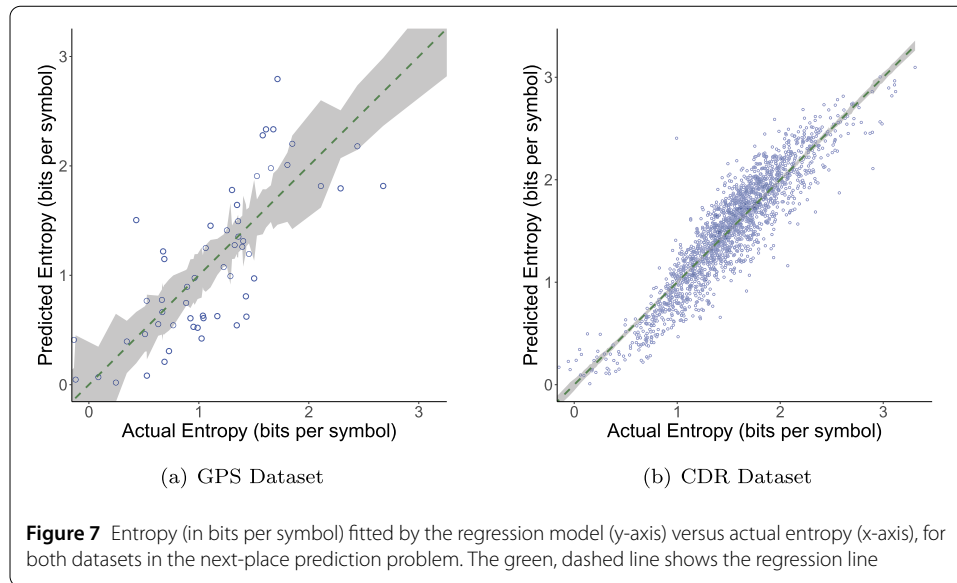 3
2
1
0
Predicted Entropy (bits per symbol)
0 1 2 3
Actual Entropy (bits per symbol)
(a) GPS Dataset
3
2
1
0
Predicted Entropy (bits per symbol)
0 1 2 3
Actual Entropy (bits per symbol)
(b) CDR Dataset
Figure 7 Entropy (in bits per symbol) fitted by the regression model (y-axis) versus actual entropy (x-axis), for
both datasets in the next-place prediction problem. The green, dashed line shows the regression line